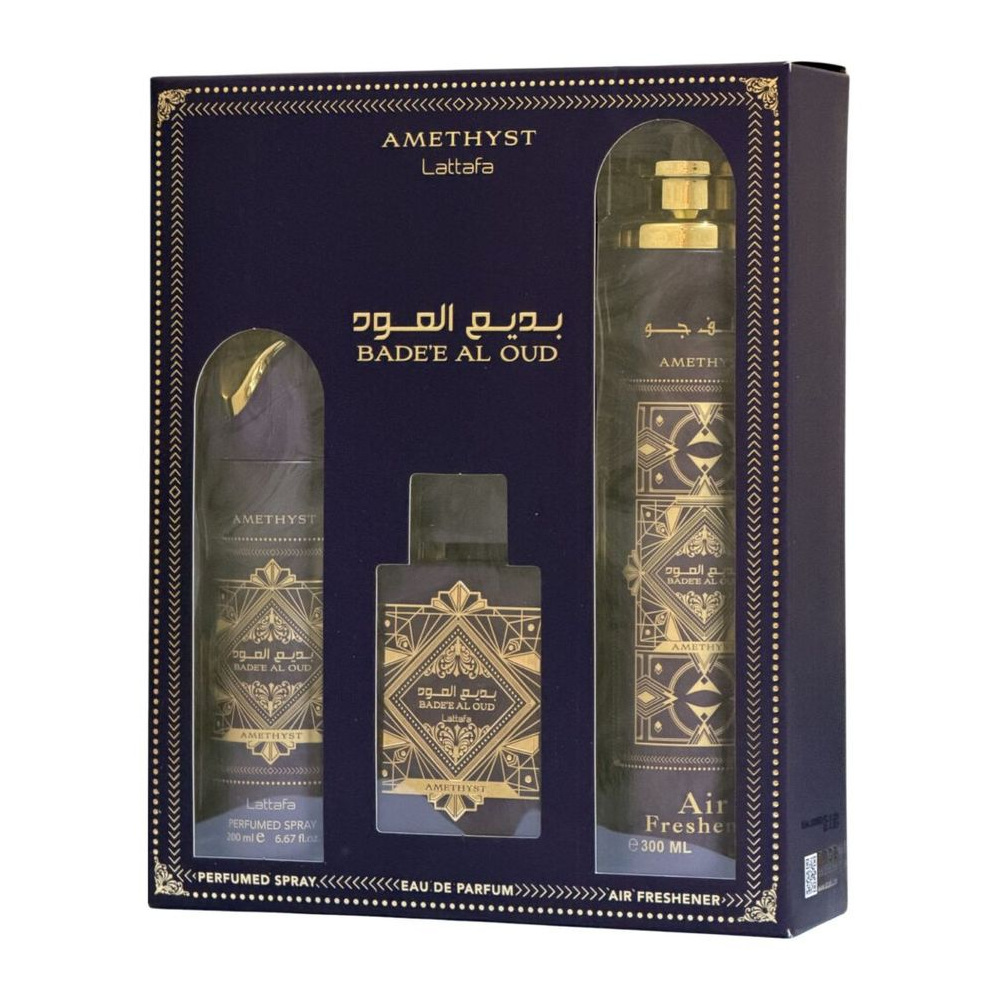 AMETHYST
Lattafa
بديع العود
BADE'E AL OUD
AMETHYST
بديع العود
BADE'E AL OUD
AMETHYST
Lattafa
PERFUMED SPRAY
200 ml e 6.67 fl.oz.
بديع العود
BADE'E AL OUD
Lattafa
AMETHYST
ف جو
AMETHY
بديع العود
BADE'E AL OUD
AMETHYST
Air
Freshen
e 300 ML
PERFUMED SPRAY
EAU DE PARFUM
AIR FRESHENER